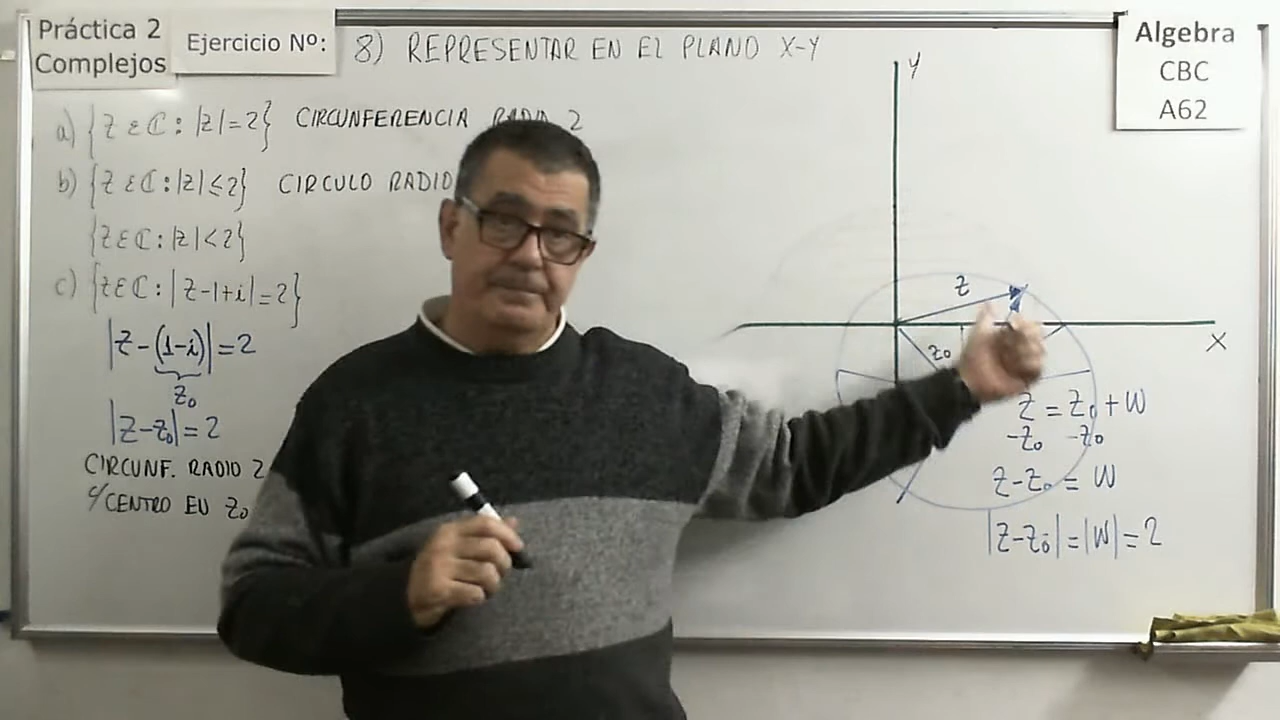 Práctica 2
Complejos
Ejercicio Nº:
8) REPRESENTAR EN EL PLANO X-Y
Algebra
CBC
A62
a) {Z ε ℂ : |z| = 2} CIRCUNFERENCIA 2
b) {Z ε ℂ : |z| ≤ 2} CIRCULO RADIO
{Z ε ℂ : |z| < 2}
c) {Z ε ℂ : |Z-1+i| = 2}
|Z-(1-i)| = 2
Z₀
|Z-Z₀| = 2
CIRCUNF. RADIO 2
c/CENTRO EN Z₀
y
z
z₀
X
Z = Z₀ + W
-Z₀ -Z₀
Z-Z₀ = W
|Z-Z₀| = |W| = 2